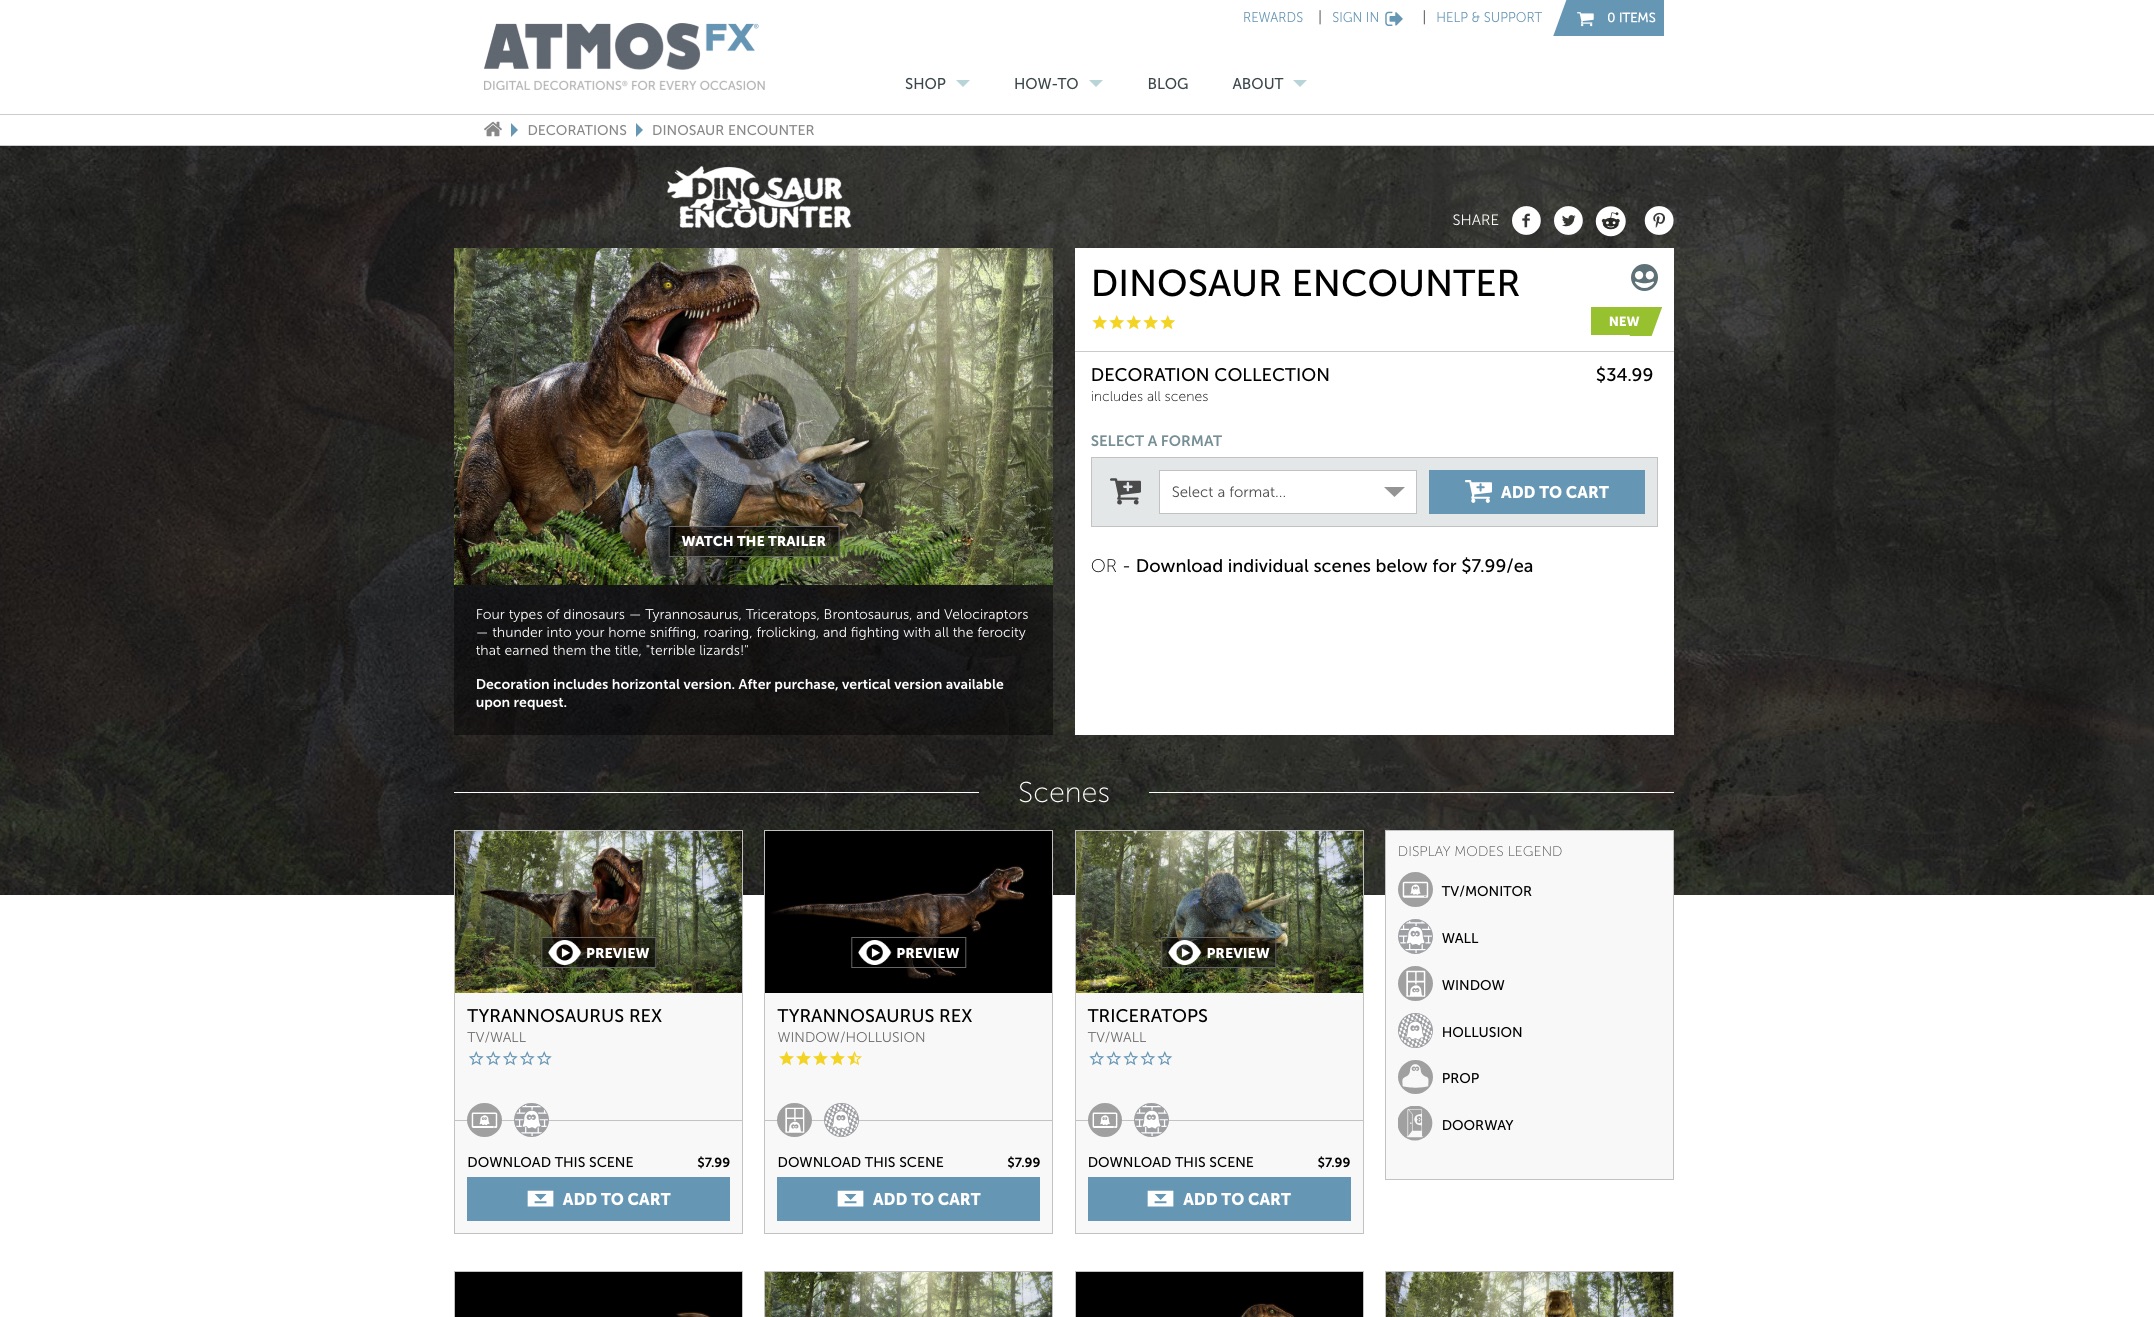 REWARDS | SIGN IN | HELP & SUPPORT 0 ITEMS
ATMOSFX®
DIGITAL DECORATIONS® FOR EVERY OCCASION
SHOP HOW-TO BLOG ABOUT
DECORATIONS DINOSAUR ENCOUNTER
DINOSAUR
ENCOUNTER
SHARE
WATCH THE TRAILER
Four types of dinosaurs — Tyrannosaurus, Triceratops, Brontosaurus, and Velociraptors
— thunder into your home sniffing, roaring, frolicking, and fighting with all the ferocity
that earned them the title, "terrible lizards!"
Decoration includes horizontal version. After purchase, vertical version available
upon request.
DINOSAUR ENCOUNTER
NEW
DECORATION COLLECTION $34.99
includes all scenes
SELECT A FORMAT
Select a format... ADD TO CART
OR - Download individual scenes below for $7.99/ea
Scenes
PREVIEW
TYRANNOSAURUS REX
TV/WALL
DOWNLOAD THIS SCENE $7.99
ADD TO CART
PREVIEW
TYRANNOSAURUS REX
WINDOW/HOLLUSION
DOWNLOAD THIS SCENE $7.99
ADD TO CART
PREVIEW
TRICERATOPS
TV/WALL
DOWNLOAD THIS SCENE $7.99
ADD TO CART
DISPLAY MODES LEGEND
TV/MONITOR
WALL
WINDOW
HOLLUSION
PROP
DOORWAY